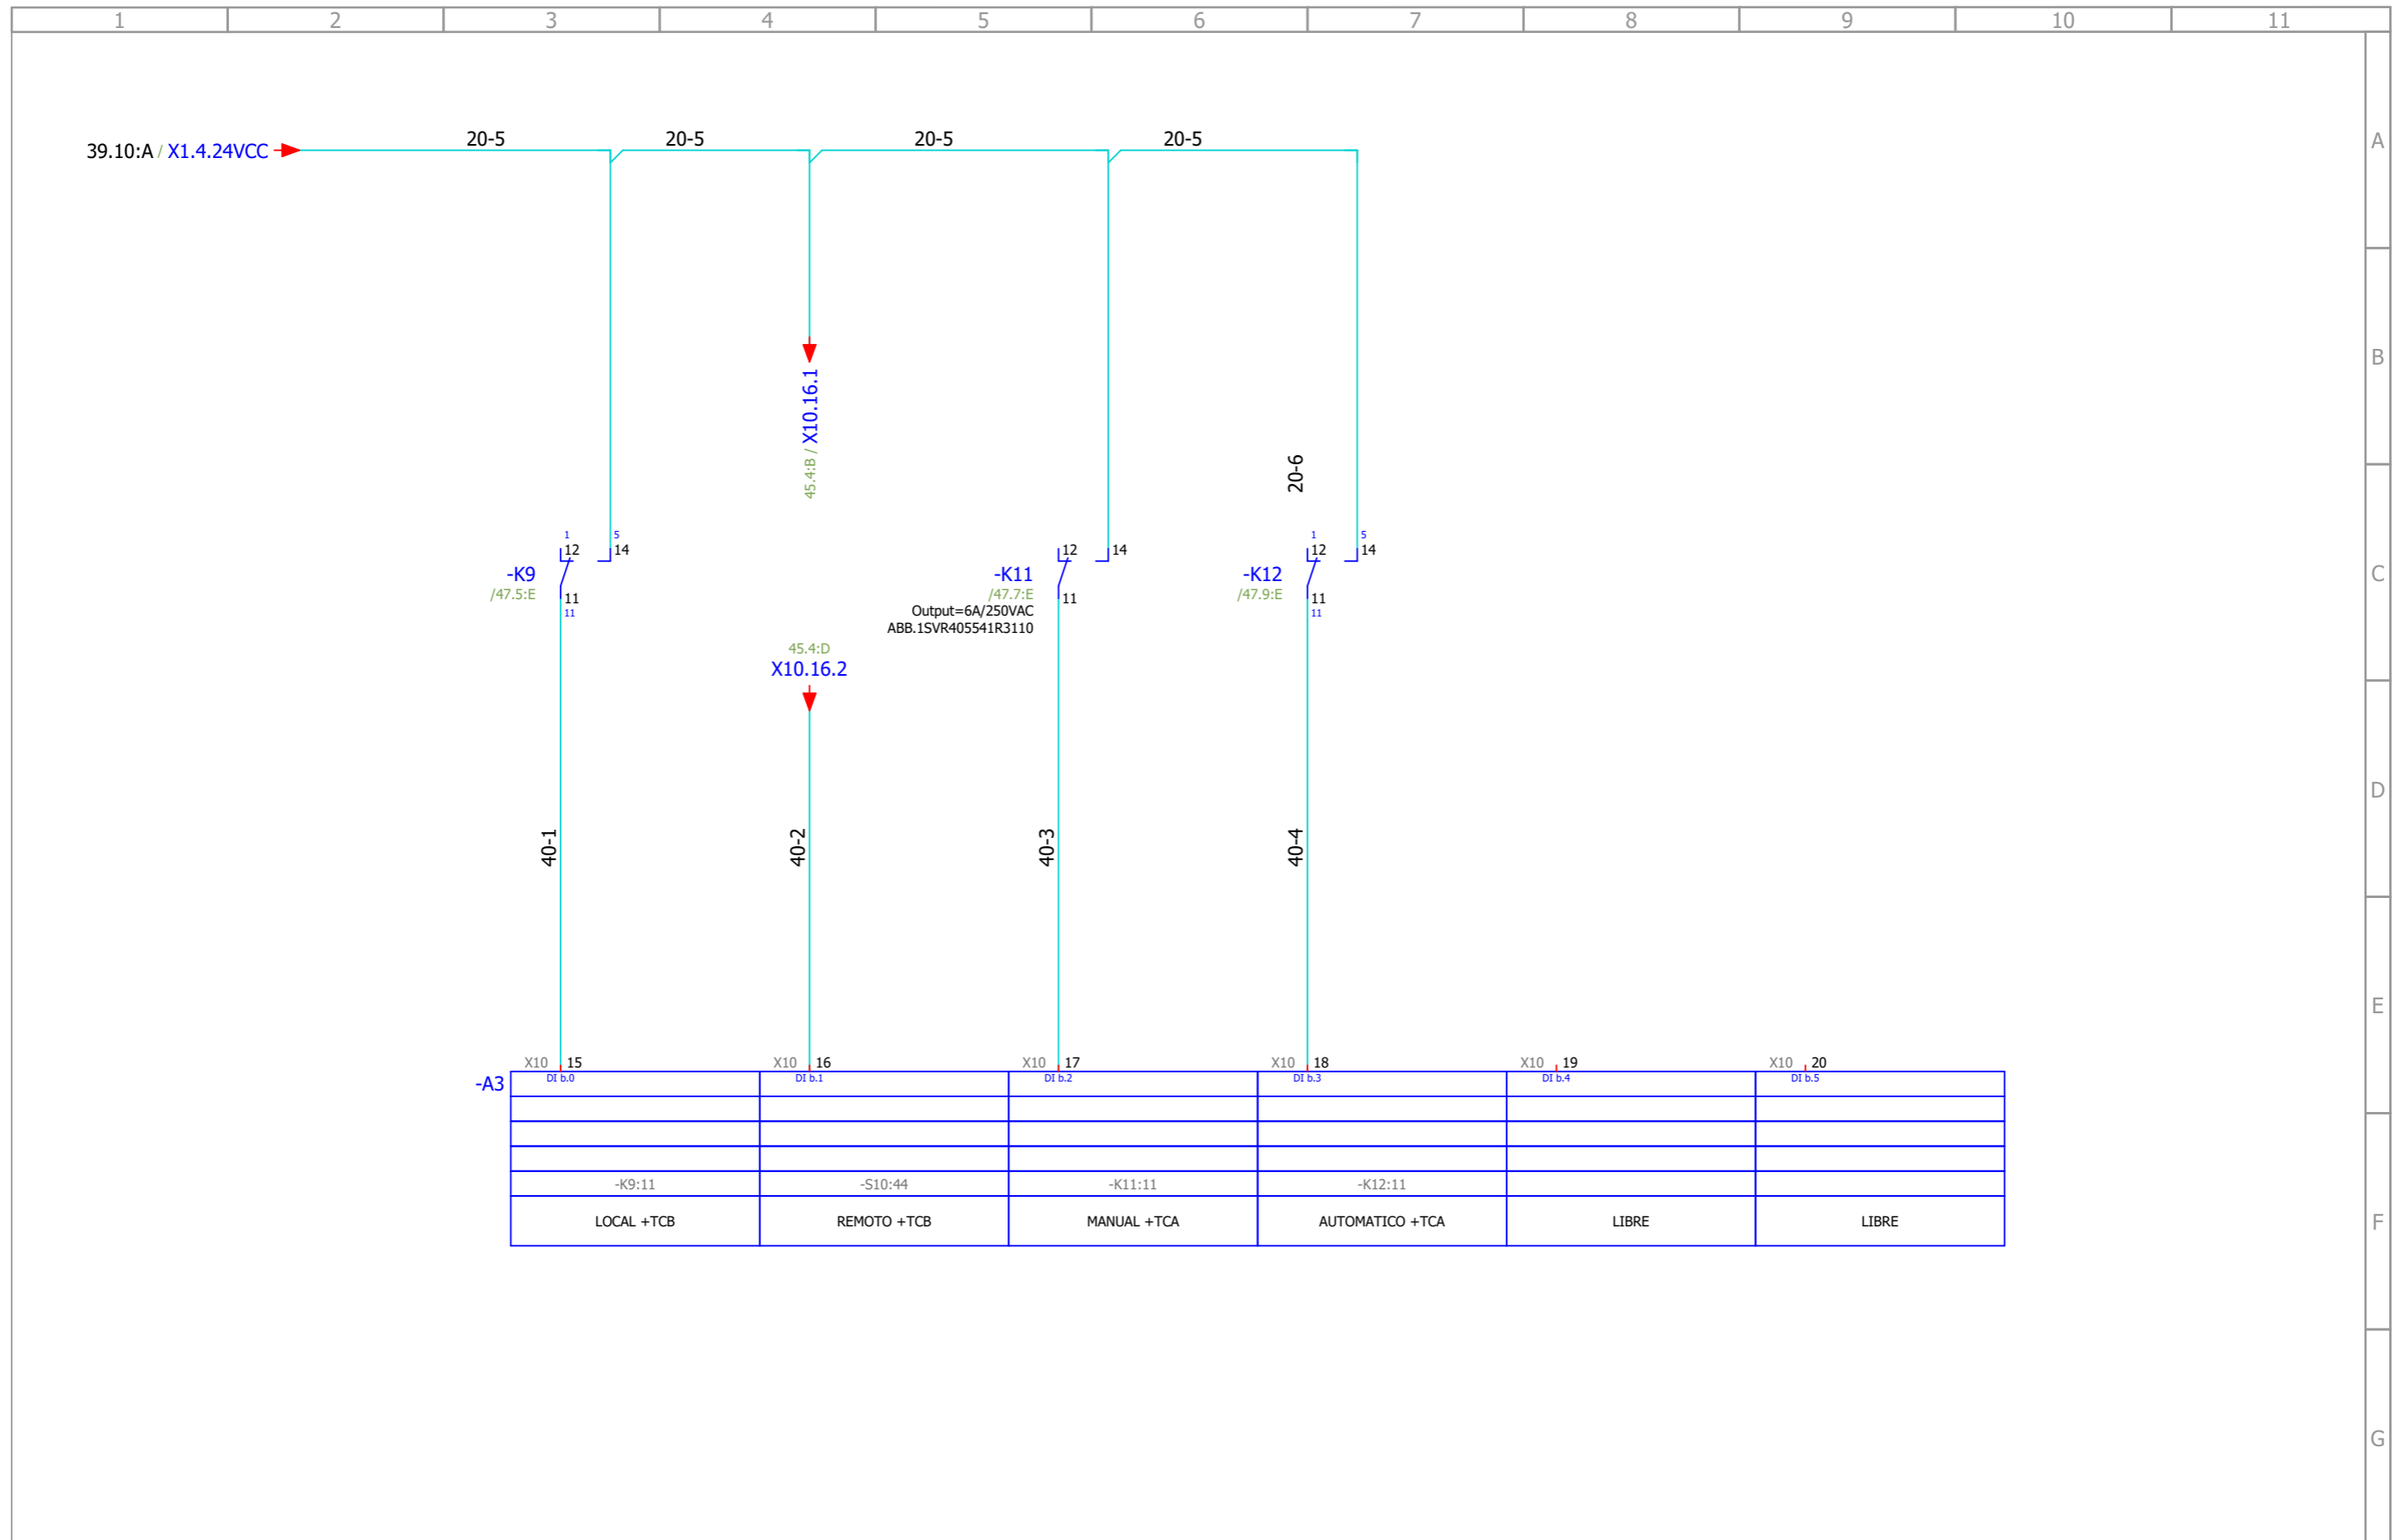 1 2 3 4 5 6 7 8 9 10 11
A
20-5 20-5 20-5 20-5
39.10:A / X1.4.24VCC
B
45.4:B / X10.16.1
20-6
1 5
12 14
-K9
/47.5:E
11
11
12 14
-K11
/47.7:E
11
Output=6A/250VAC
ABB.1SVR405541R3110
1 5
12 14
-K12
/47.9:E
11
11
C
45.4:D
X10.16.2
D
40-1 40-2 40-3 40-4
E
X10 15 X10 16 X10 17 X10 18 X10 19 X10 20
-A3 DI b.0 DI b.1 DI b.2 DI b.3 DI b.4 DI b.5
-K9:11 -S10:44 -K11:11 -K12:11
LOCAL +TCB REMOTO +TCB MANUAL +TCA AUTOMATICO +TCA LIBRE LIBRE
F
G